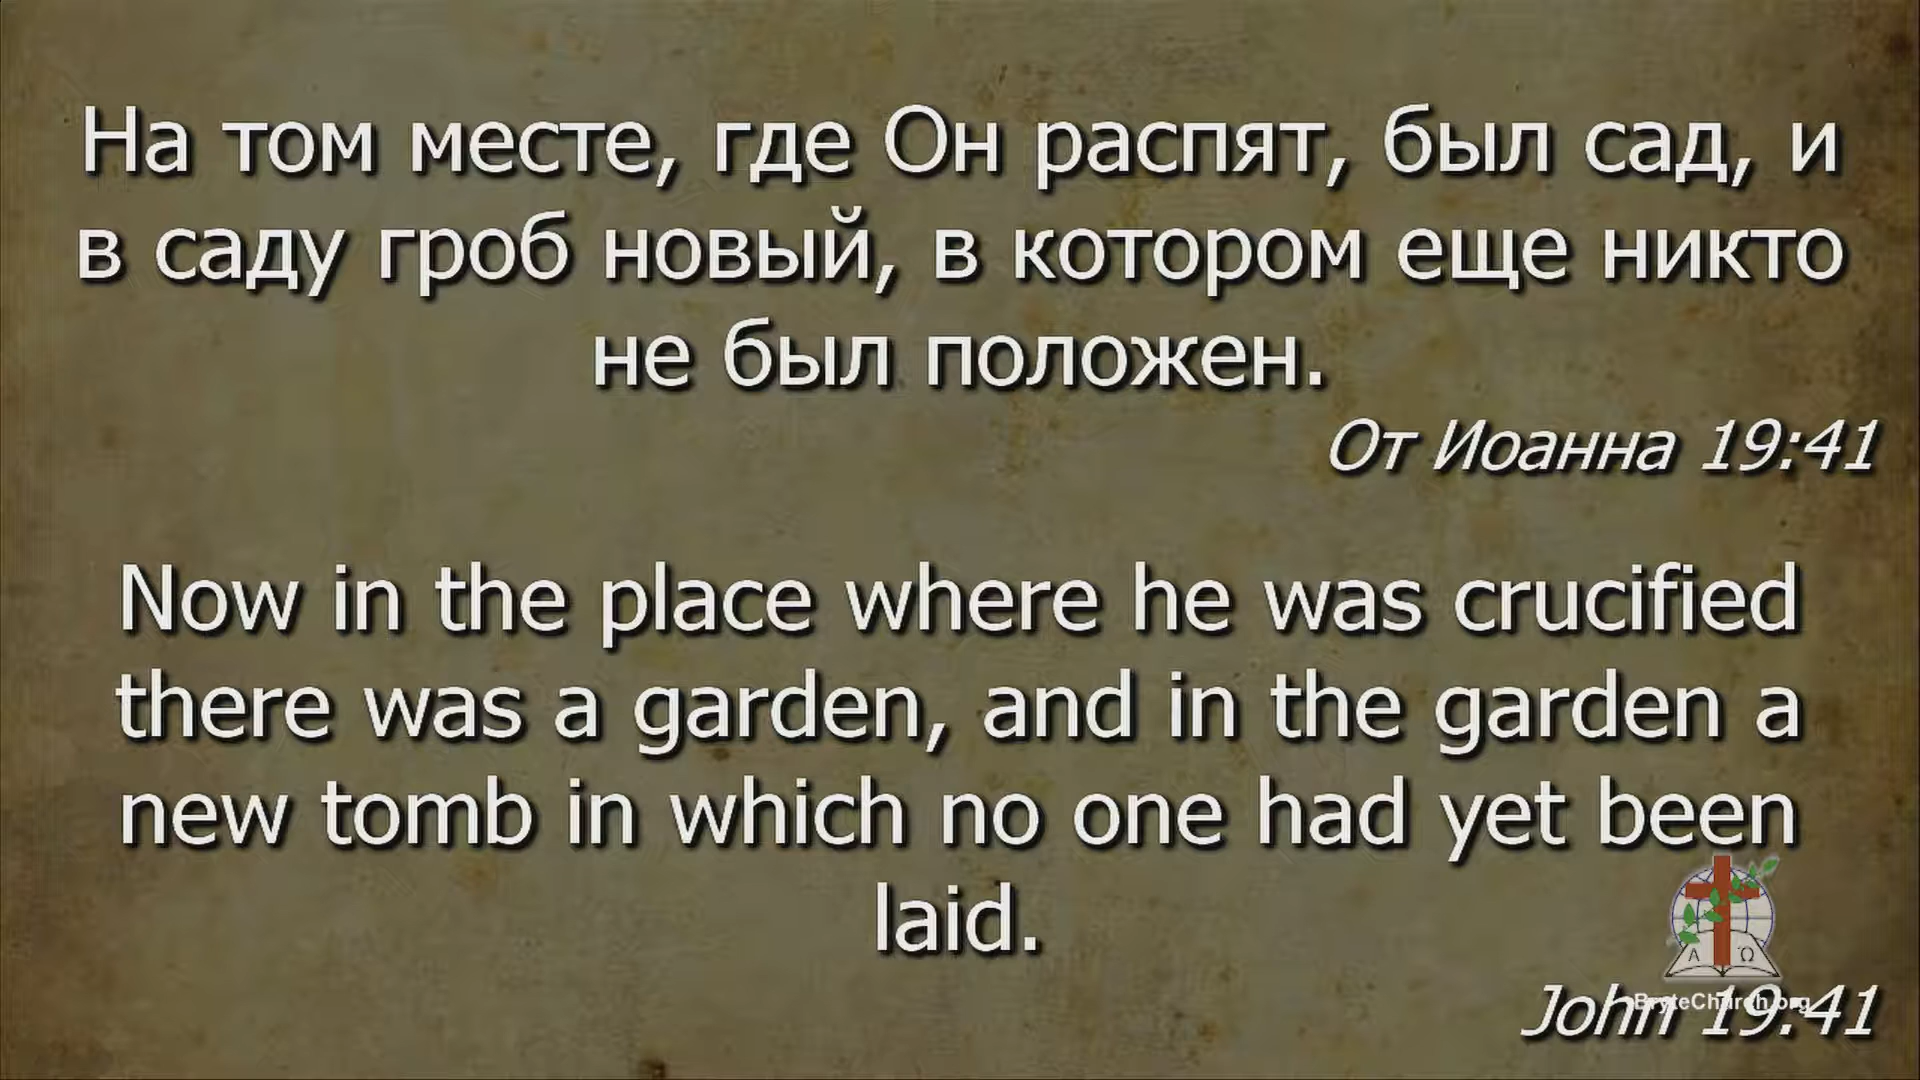 На том месте, где Он распят, был сад, и
в саду гроб новый, в котором еще никто
не был положен.
От Иоанна 19:41
Now in the place where he was crucified
there was a garden, and in the garden a
new tomb in which no one had yet been
laid.
Α Ω
BryteChurch.org
John 19:41